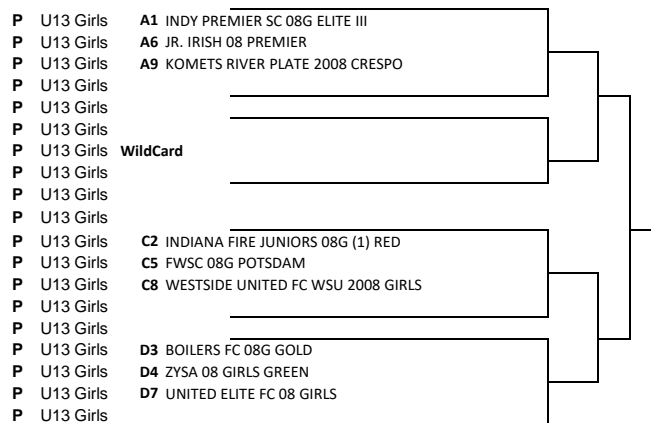 P U13 Girls A1 INDY PREMIER SC 08G ELITE III
P U13 Girls A6 JR. IRISH 08 PREMIER
P U13 Girls A9 KOMETS RIVER PLATE 2008 CRESPO
P U13 Girls
P U13 Girls
P U13 Girls
P U13 Girls WildCard
P U13 Girls
P U13 Girls
P U13 Girls
P U13 Girls C2 INDIANA FIRE JUNIORS 08G (1) RED
P U13 Girls C5 FWSC 08G POTSDAM
P U13 Girls C8 WESTSIDE UNITED FC WSU 2008 GIRLS
P U13 Girls
P U13 Girls
P U13 Girls D3 BOILERS FC 08G GOLD
P U13 Girls D4 ZYSA 08 GIRLS GREEN
P U13 Girls D7 UNITED ELITE FC 08 GIRLS
P U13 Girls